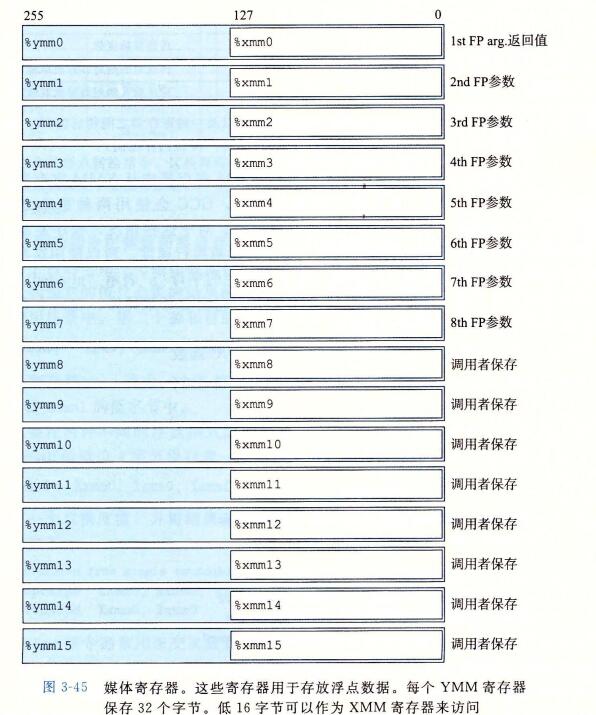 255 127 0
%ymm0 %xmm0 1st FP arg.返回值
%ymm1 %xmm1 2nd FP参数
%ymm2 %xmm2 3rd FP参数
%ymm3 %xmm3 4th FP参数
%ymm4 %xmm4 5th FP参数
%ymm5 %xmm5 6th FP参数
%ymm6 %xmm6 7th FP参数
%ymm7 %xmm7 8th FP参数
%ymm8 %xmm8 调用者保存
%ymm9 %xmm9 调用者保存
%ymm10 %xmm10 调用者保存
%ymm11 %xmm11 调用者保存
%ymm12 %xmm12 调用者保存
%ymm13 %xmm13 调用者保存
%ymm14 %xmm14 调用者保存
%ymm15 %xmm15 调用者保存
图 3-45 媒体寄存器。这些寄存器用于存放浮点数据。每个 YMM 寄存器
保存 32 个字节。低 16 字节可以作为 XMM 寄存器来访问